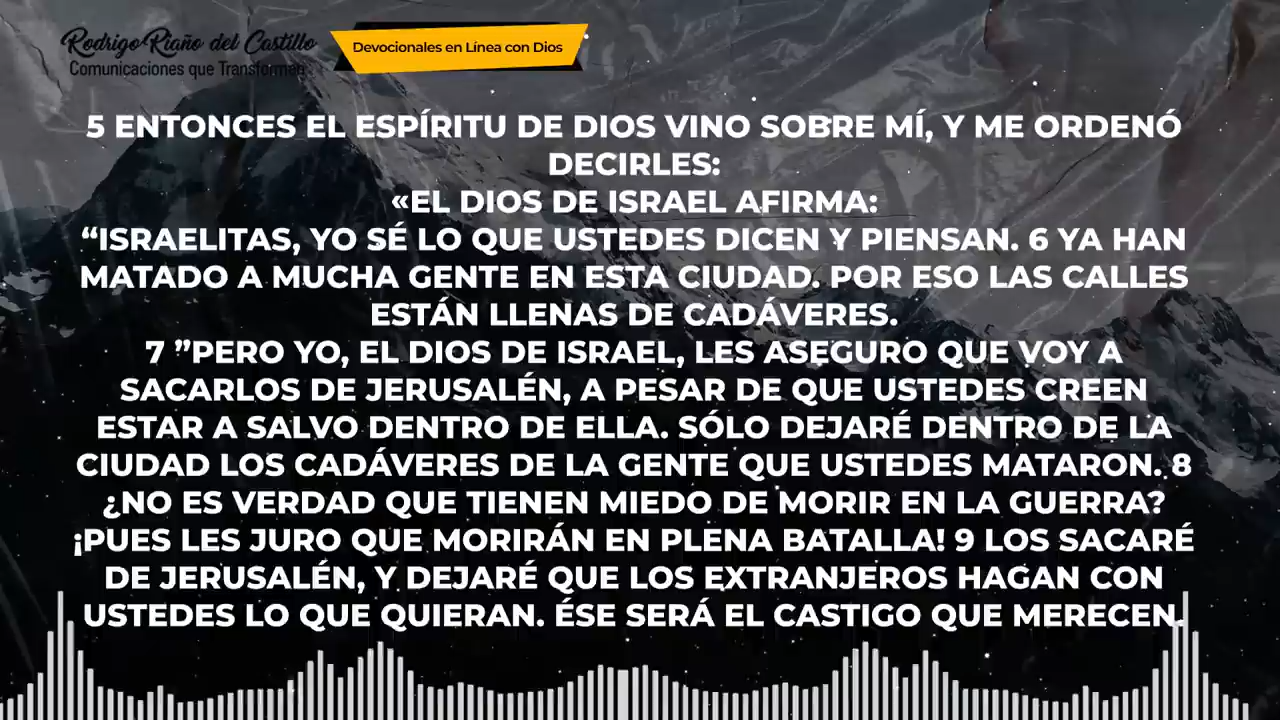 Rodrigo Riaño del Castillo
Comunicaciones que Transforman
Devocionales en Línea con Dios
5 ENTONCES EL ESPÍRITU DE DIOS VINO SOBRE MÍ, Y ME ORDENÓ
DECIRLES:
«EL DIOS DE ISRAEL AFIRMA:
“ISRAELITAS, YO SÉ LO QUE USTEDES DICEN Y PIENSAN. 6 YA HAN
MATADO A MUCHA GENTE EN ESTA CIUDAD. POR ESO LAS CALLES
ESTÁN LLENAS DE CADÁVERES.
7 ”PERO YO, EL DIOS DE ISRAEL, LES ASEGURO QUE VOY A
SACARLOS DE JERUSALÉN, A PESAR DE QUE USTEDES CREEN
ESTAR A SALVO DENTRO DE ELLA. SÓLO DEJARÉ DENTRO DE LA
CIUDAD LOS CADÁVERES DE LA GENTE QUE USTEDES MATARON. 8
¿NO ES VERDAD QUE TIENEN MIEDO DE MORIR EN LA GUERRA?
¡PUES LES JURO QUE MORIRÁN EN PLENA BATALLA! 9 LOS SACARÉ
DE JERUSALÉN, Y DEJARÉ QUE LOS EXTRANJEROS HAGAN CON
USTEDES LO QUE QUIERAN. ÉSE SERÁ EL CASTIGO QUE MERECEN.